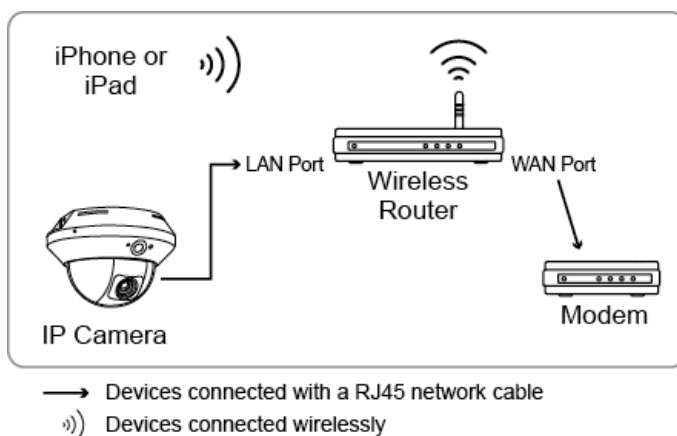 iPhone or
iPad
LAN Port
Wireless
Router
WAN Port
IP Camera
Modem
Devices connected with a RJ45 network cable
Devices connected wirelessly